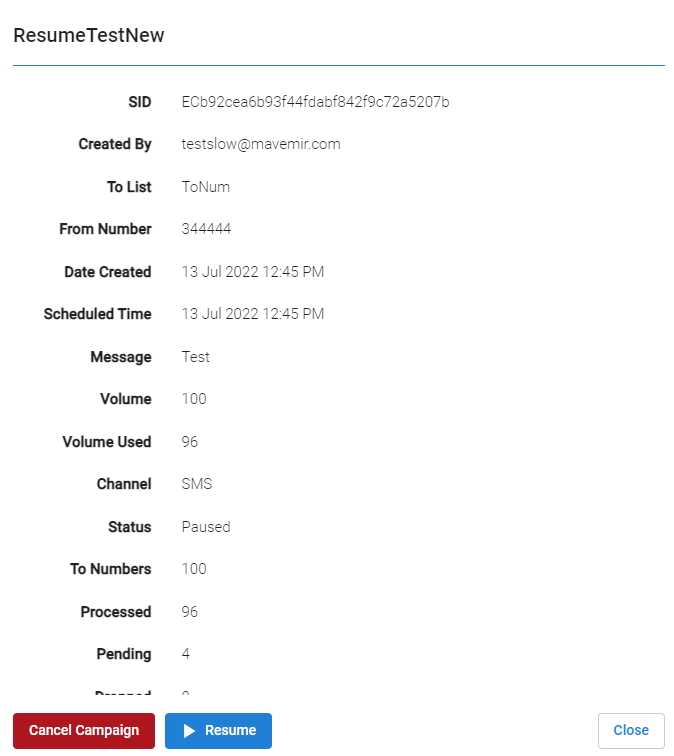 ResumeTestNew
SID ECb92cea6b93f44fdabf842f9c72a5207b
Created By testslow@mavemir.com
To List ToNum
From Number 344444
Date Created 13 Jul 2022 12:45 PM
Scheduled Time 13 Jul 2022 12:45 PM
Message Test
Volume 100
Volume Used 96
Channel SMS
Status Paused
To Numbers 100
Processed 96
Pending 4
Cancel Campaign Resume Close